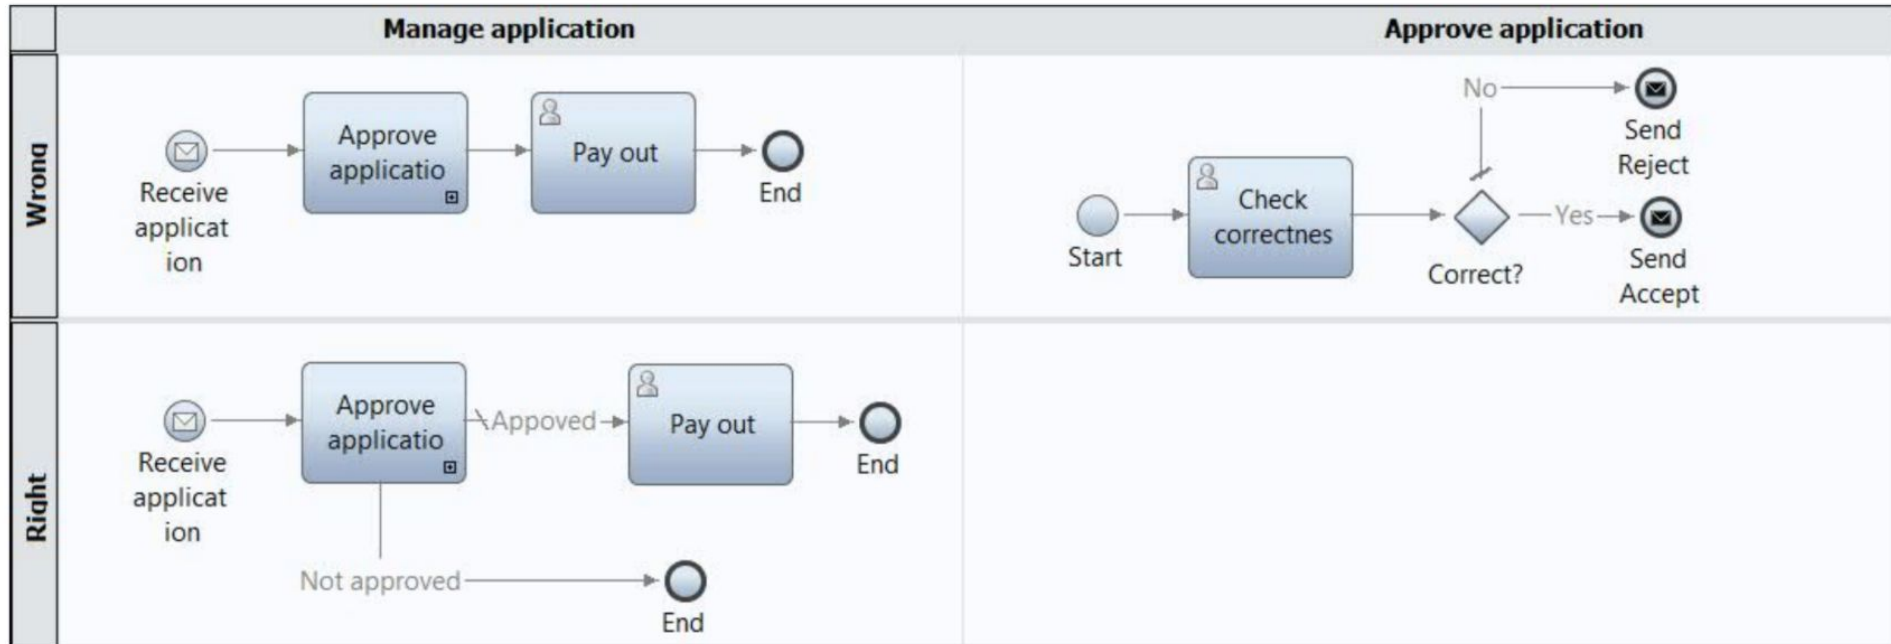 Manage application
Approve application
Wrong
Receive
applicat
ion
Approve
applicatio
Pay out
End
Start
Check
correctnes
Correct?
No
Send
Reject
Yes
Send
Accept
Right
Receive
applicat
ion
Approve
applicatio
Appoved
Pay out
End
Not approved
End